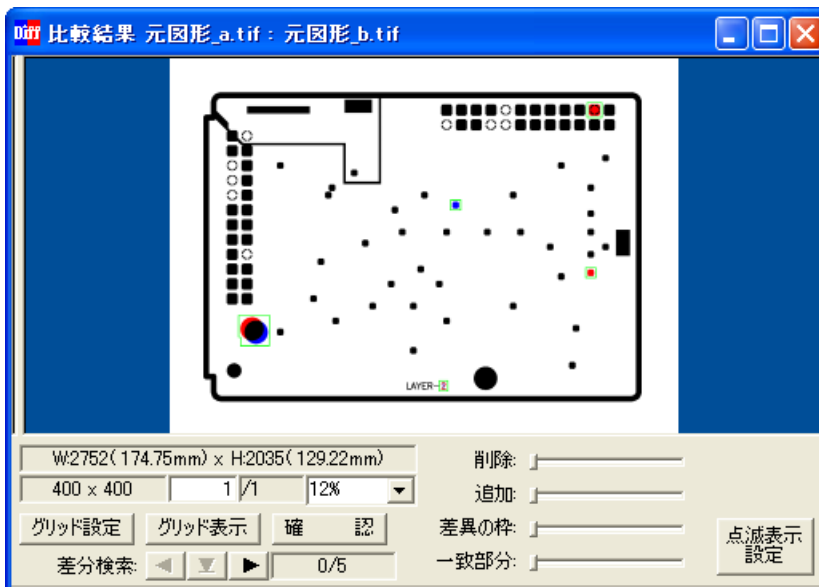 Diff 比較結果 元図形_a.tif : 元図形_b.tif
LAYER-2
W:2752( 174.75mm) x H:2035( 129.22mm)
削除:
400 x 400 1 /1 12%
追加:
グリッド設定 グリッド表示 確 認
差異の枠:
点滅表示
設定
差分検索: 0/5
一致部分: